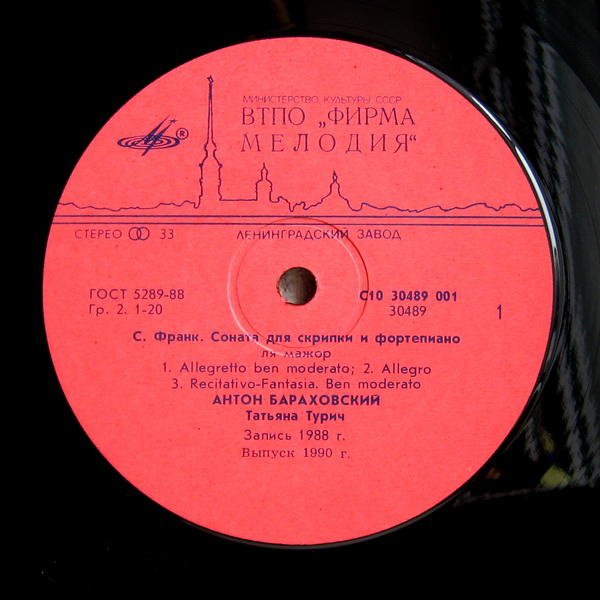 МИНИСТЕРСТВО КУЛЬТУРЫ СССР
ВТПО „ФИРМА
МЕЛОДИЯ“
®
СТЕРЕО 33 ЛЕНИНГРАДСКИЙ ЗАВОД
ГОСТ 5289-88 С10 30489 001
Гр. 2. 1-20 30489 1
С. Франк. Соната для скрипки и фортепиано
ля мажор
1. Allegretto ben moderato; 2. Allegro
3. Recitativo-Fantasia. Ben moderato
АНТОН БАРАХОВСКИЙ
Татьяна Турич
Запись 1988 г.
Выпуск 1990 г.